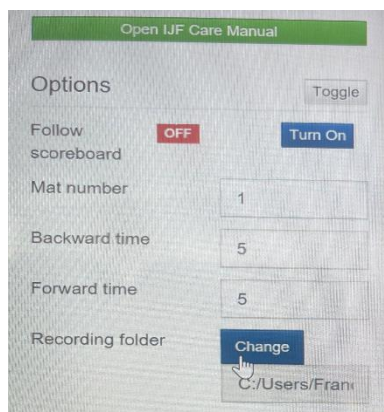 Open IJF Care Manual
Options
Toggle
Follow scoreboard
OFF
Turn On
Mat number
1
Backward time
5
Forward time
5
Recording folder
Change
C:/Users/Fran